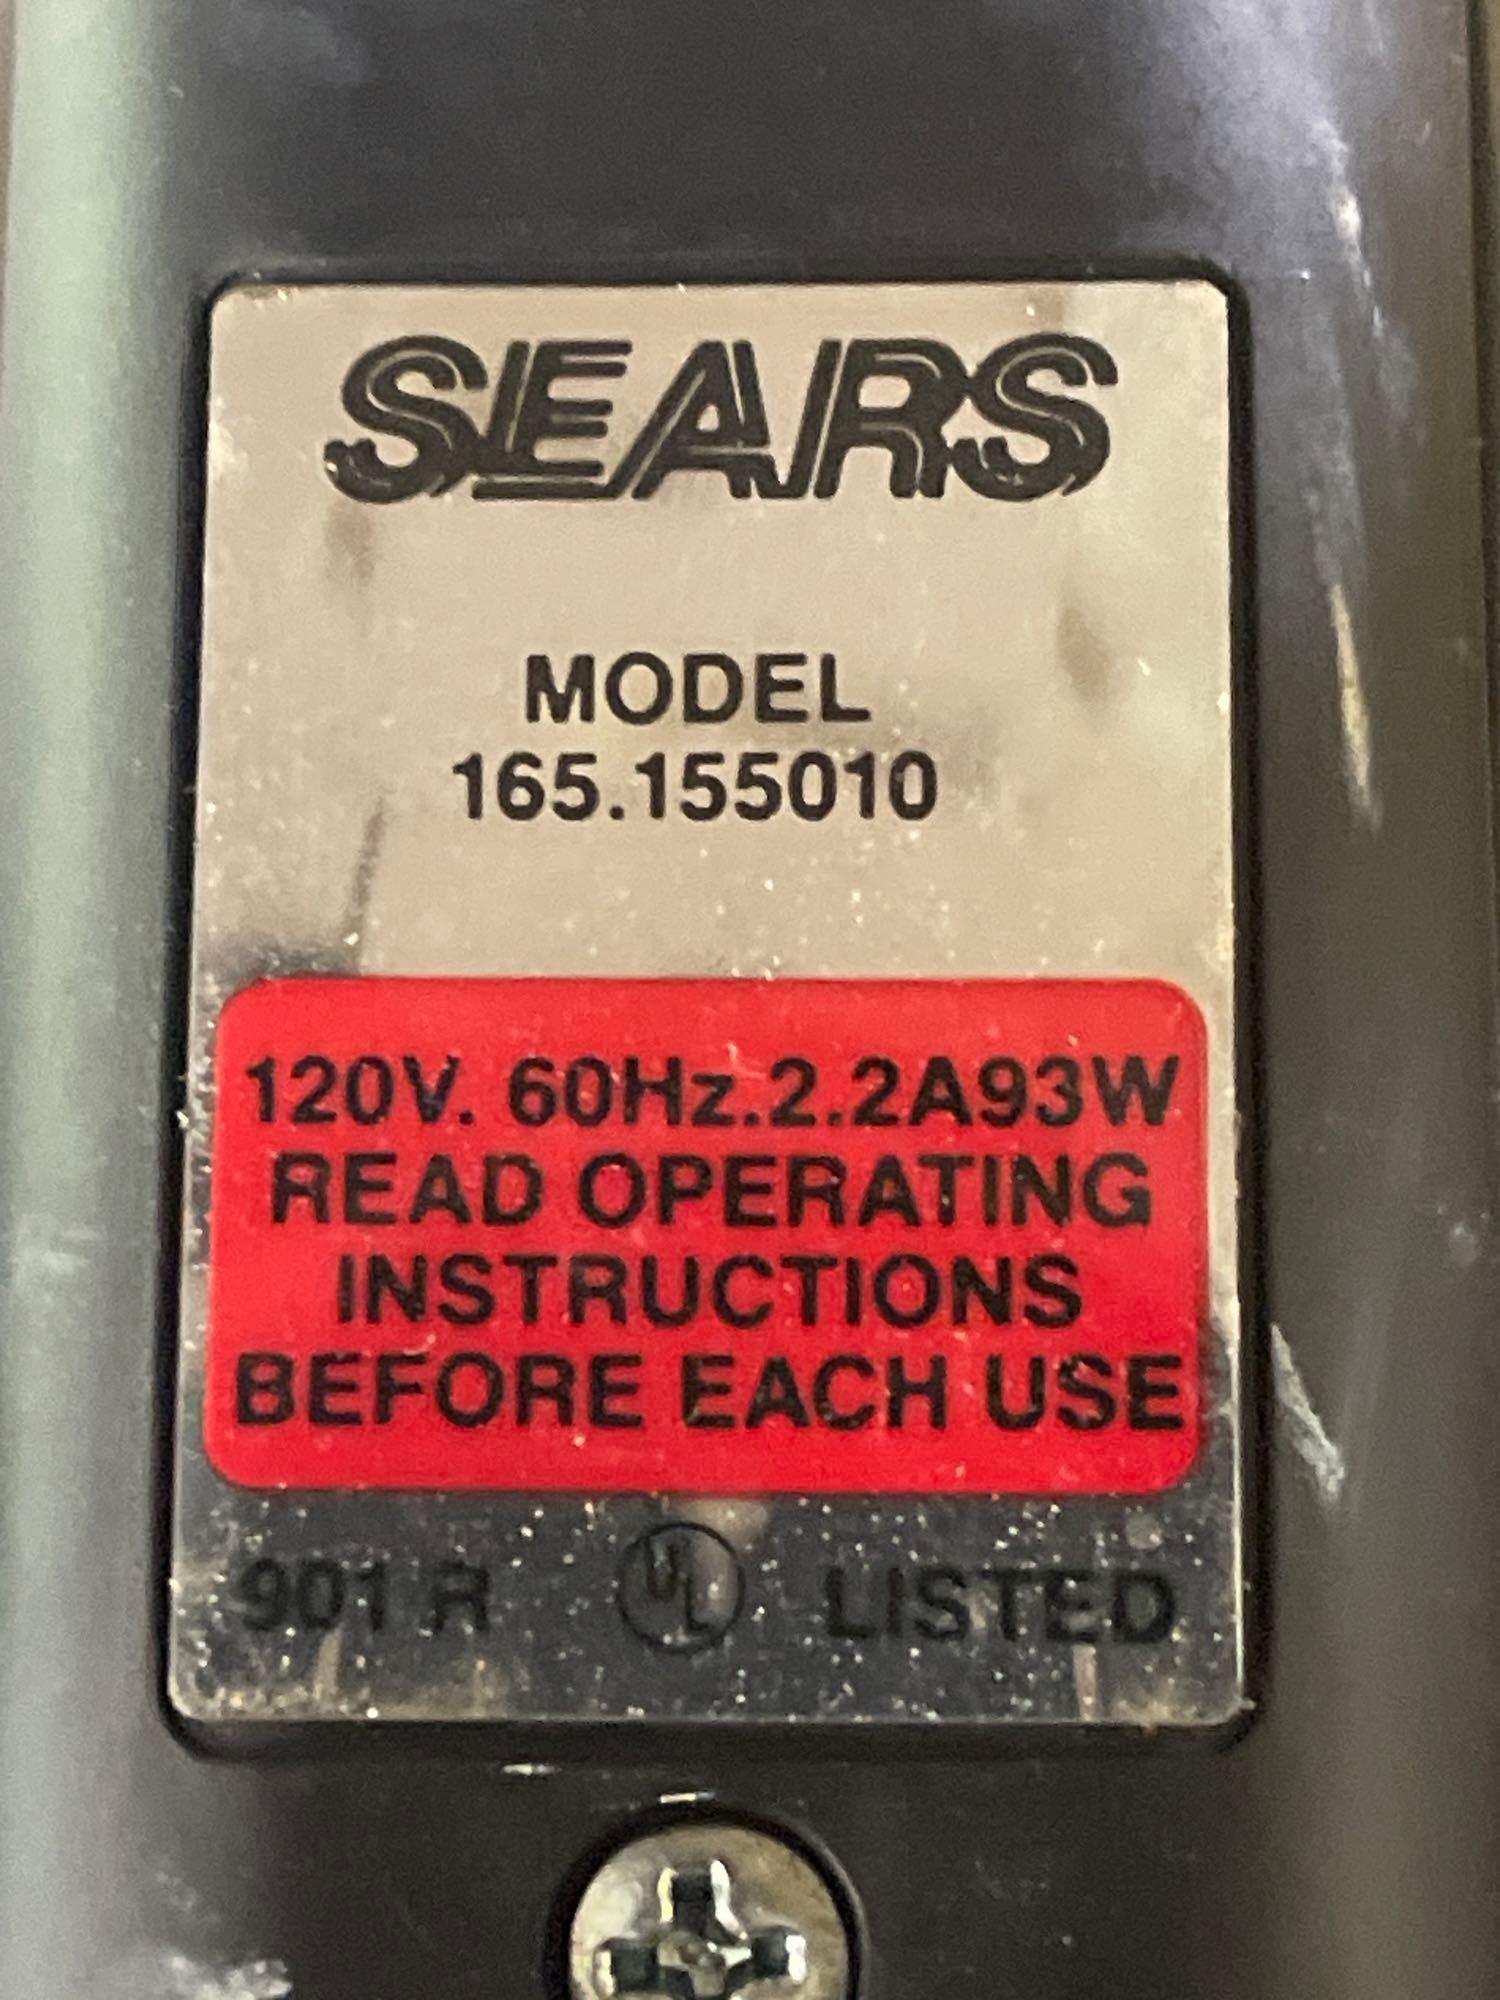 SEARS
MODEL
165.155010
120V. 60Hz.2.2A93W
READ OPERATING
INSTRUCTIONS
BEFORE EACH USE
901 R UL LISTED